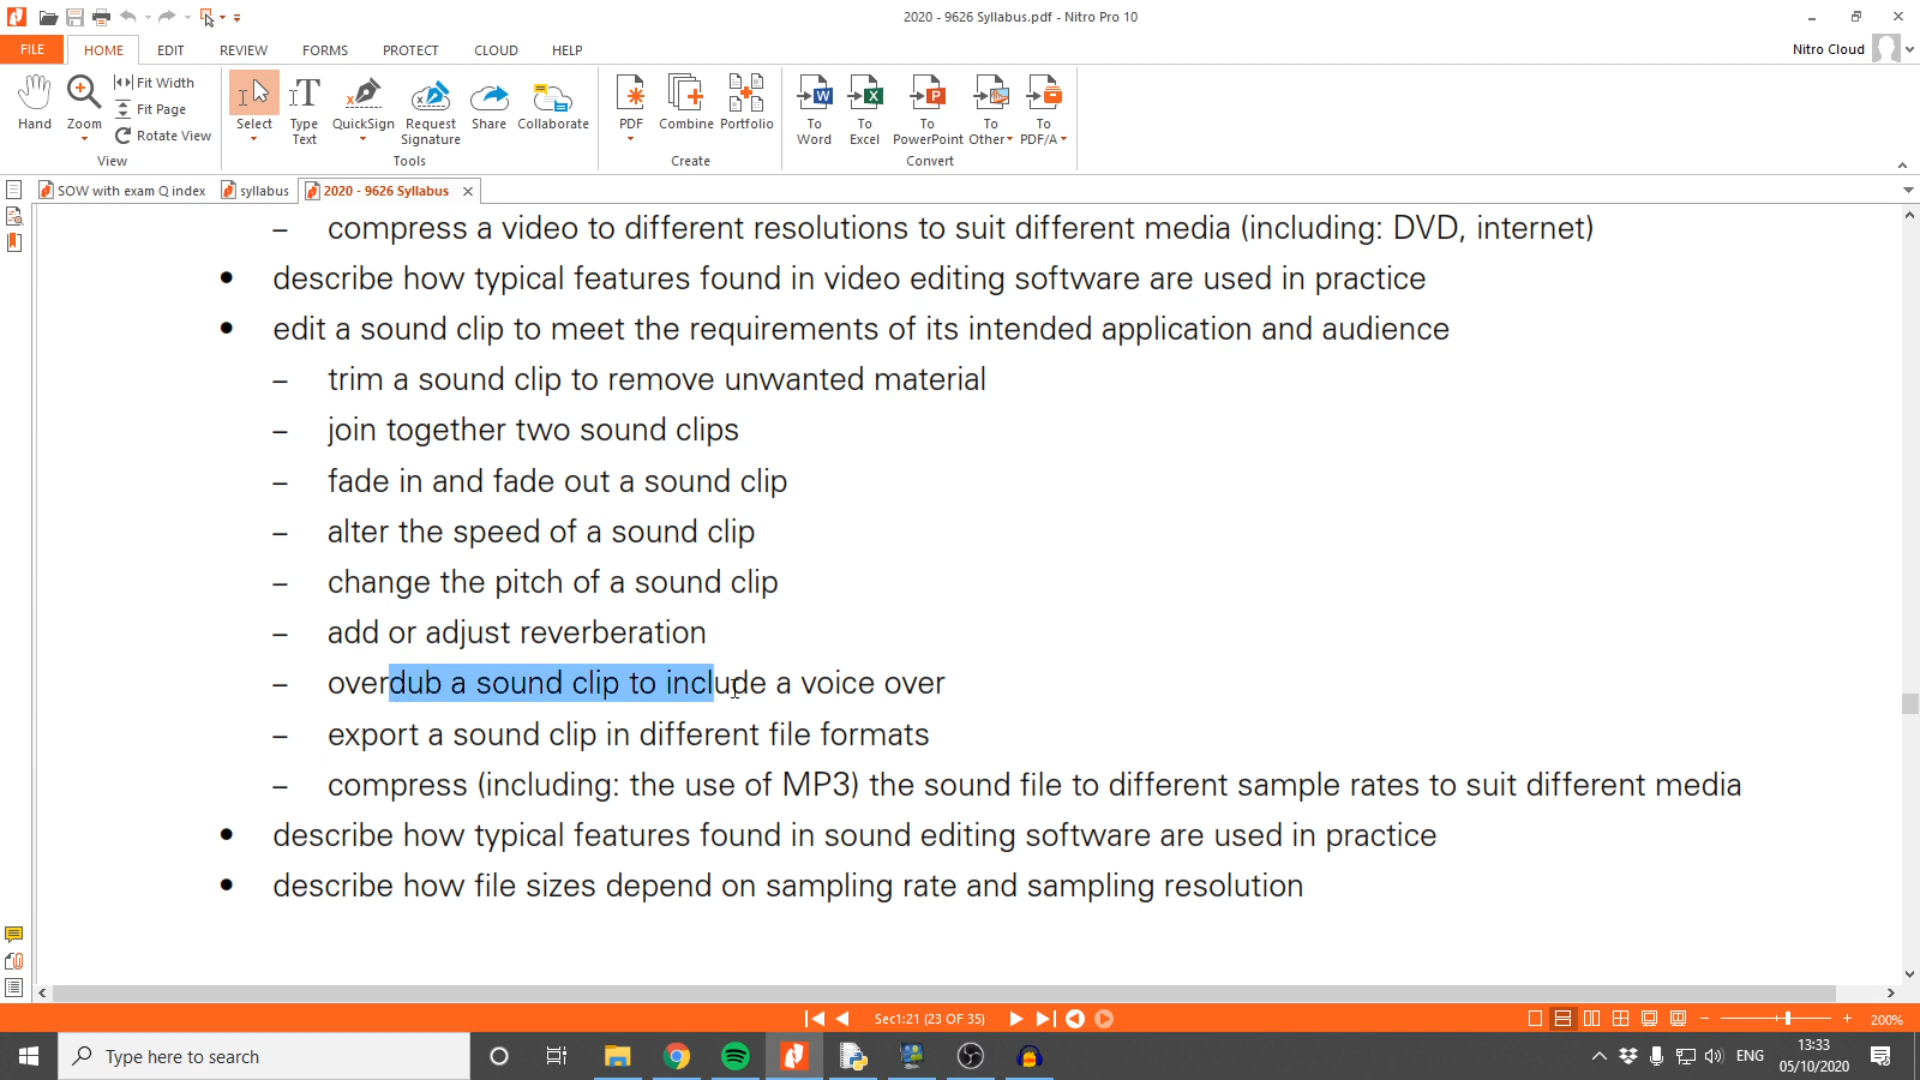 2020 - 9626 Syllabus.pdf - Nitro Pro 10
FILE HOME EDIT REVIEW FORMS PROTECT CLOUD HELP Nitro Cloud
Hand Zoom Fit Width Fit Page Rotate View
View
Select Type Text QuickSign Request Signature Share Collaborate
Tools
PDF Combine Portfolio
Create
To Word To Excel To PowerPoint To Other To PDF/A
Convert
SOW with exam Q index syllabus 2020 - 9626 Syllabus
– compress a video to different resolutions to suit different media (including: DVD, internet)
• describe how typical features found in video editing software are used in practice
• edit a sound clip to meet the requirements of its intended application and audience
– trim a sound clip to remove unwanted material
– join together two sound clips
– fade in and fade out a sound clip
– alter the speed of a sound clip
– change the pitch of a sound clip
– add or adjust reverberation
– overdub a sound clip to include a voice over
– export a sound clip in different file formats
– compress (including: the use of MP3) the sound file to different sample rates to suit different media
• describe how typical features found in sound editing software are used in practice
• describe how file sizes depend on sampling rate and sampling resolution
Sec1:21 (23 OF 35) 200%
Type here to search ENG 13:33
05/10/2020